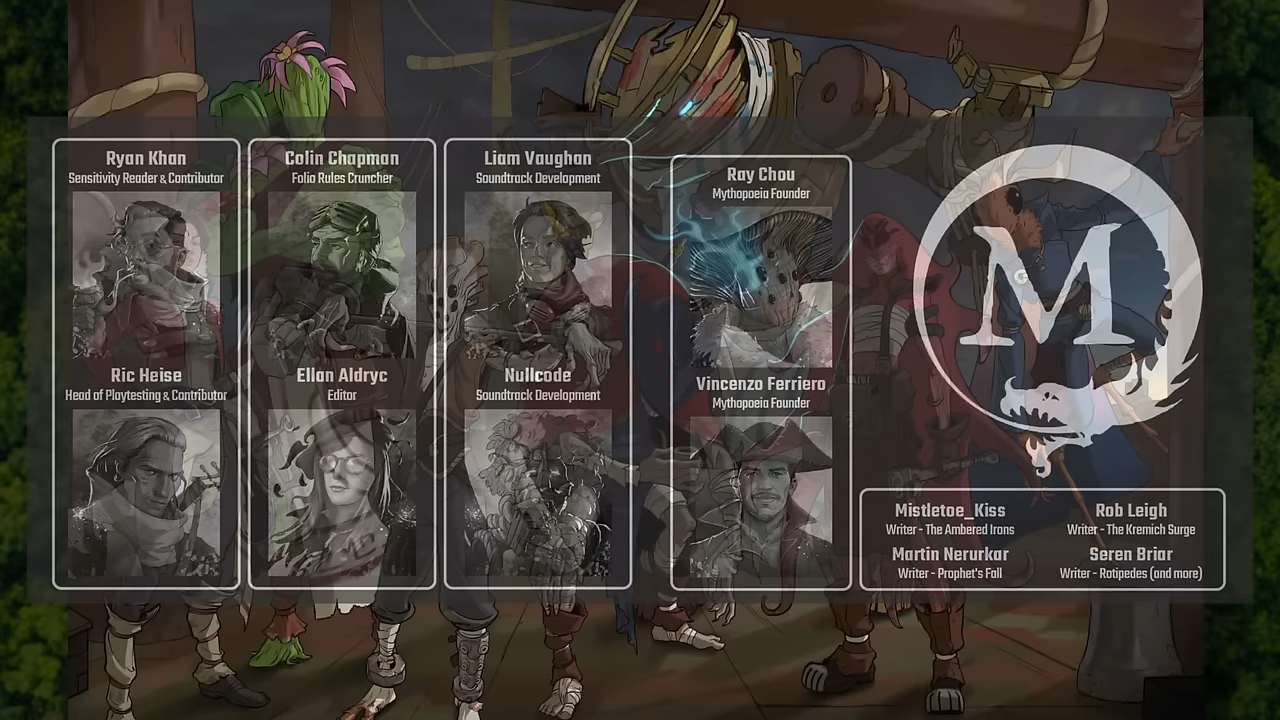 Ryan Khan
Sensitivity Reader & Contributor
Colin Chapman
Folio Rules Cruncher
Liam Vaughan
Soundtrack Development
Ray Chou
Mythopoeia Founder
Ric Heise
Head of Playtesting & Contributor
Ellan Aldryc
Editor
Nullcode
Soundtrack Development
Vincenzo Ferriero
Mythopoeia Founder
M
Mistletoe_Kiss
Writer - The Ambered Irons
Rob Leigh
Writer - The Kremich Surge
Martin Nerurkar
Writer - Prophet's Fall
Seren Briar
Writer - Rotipedes (and more)